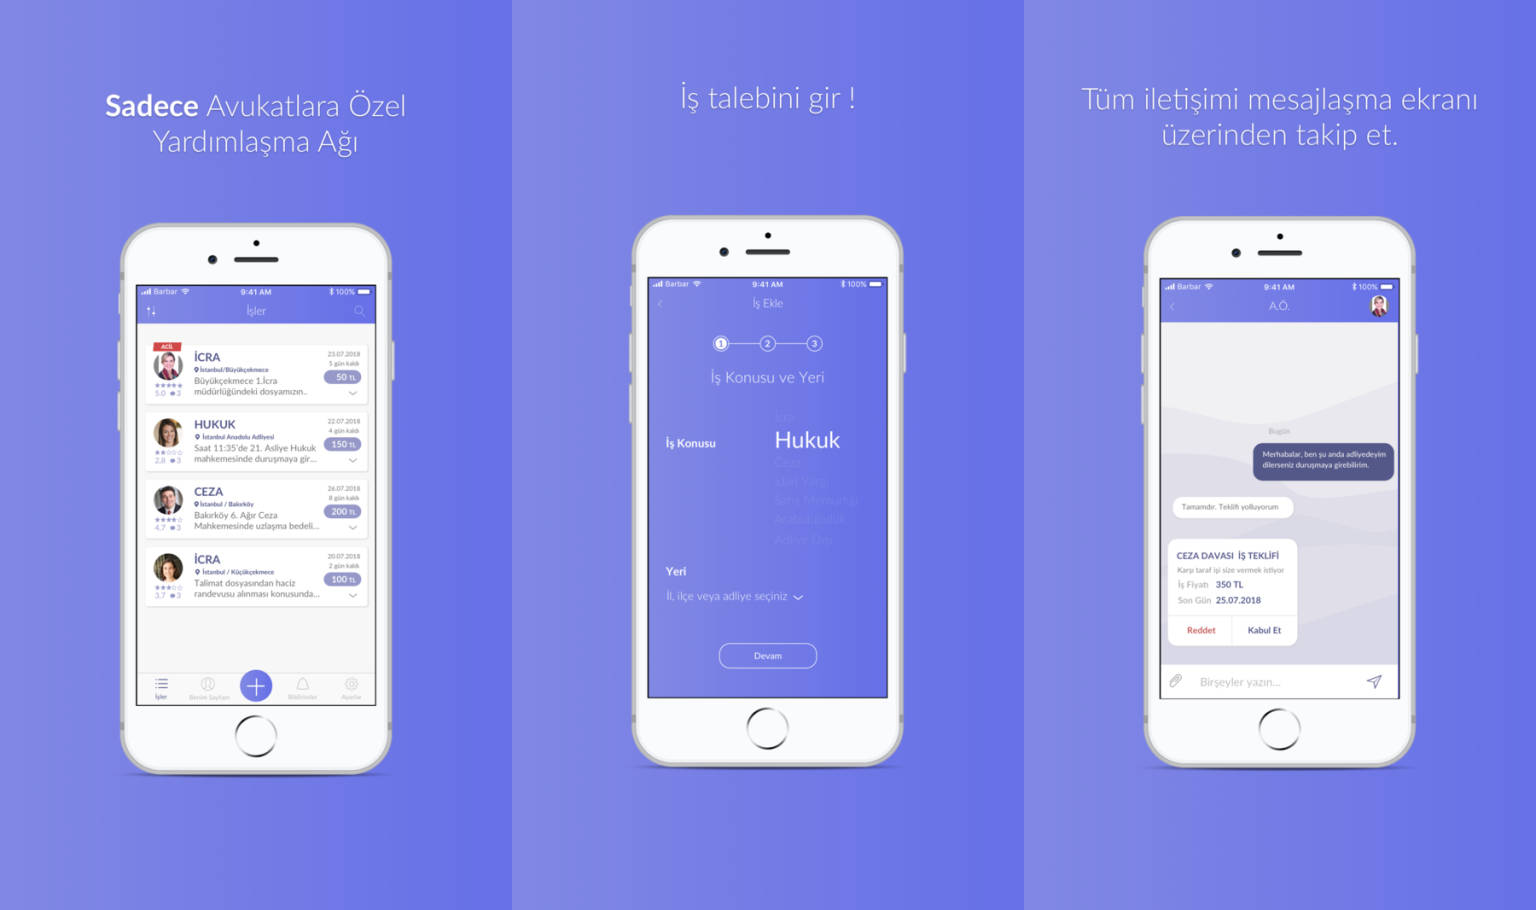 Sadece Avukatlara Özel
Yardımlaşma Ağı
Barbar
9:41 AM
100%
İşler
ACİL
İCRA
İstanbul/Büyükçekmece
Büyükçekmece 1.İcra
müdürlüğündeki dosyamızın..
5.0
3
23.07.2018
5 gün kaldı
50 TL
HUKUK
İstanbul Anadolu Adliyesi
Saat 11:35'de 21. Asliye Hukuk
mahkemesinde duruşmaya gir...
2.8
3
22.07.2018
4 gün kaldı
150 TL
CEZA
İstanbul / Bakırköy
Bakırköy 6. Ağır Ceza
Mahkemesinde uzlaşma bedeli...
4.7
3
26.07.2018
8 gün kaldı
200 TL
İCRA
İstanbul / Küçükçekmece
Talimat dosyasından haciz
randevusu alınması konusunda...
3.7
3
20.07.2018
2 gün kaldı
100 TL
İşler
Benim Sayfam
Bildirimler
Ayarlar
İş talebini gir !
Barbar
9:41 AM
100%
İş Ekle
1
2
3
İş Konusu ve Yeri
İcra
İş Konusu
Hukuk
Ceza
İdari Yargı
Arabuluculuk
Yeri
İl, ilçe veya adliye seçiniz
Devam
Tüm iletişimi mesajlaşma ekranı
üzerinden takip et.
Barbar
9:41 AM
100%
A.Ö.
Bugün
Merhabalar, ben şu anda adliyedeyim
dilerseniz duruşmaya girebilirim.
Tamamdır. Teklifi yolluyorum
CEZA DAVASI İŞ TEKLİFİ
Karşı taraf işi size vermek istiyor
İş Fiyatı 350 TL
Son Gün 25.07.2018
Reddet
Kabul Et
Birşeyler yazın...